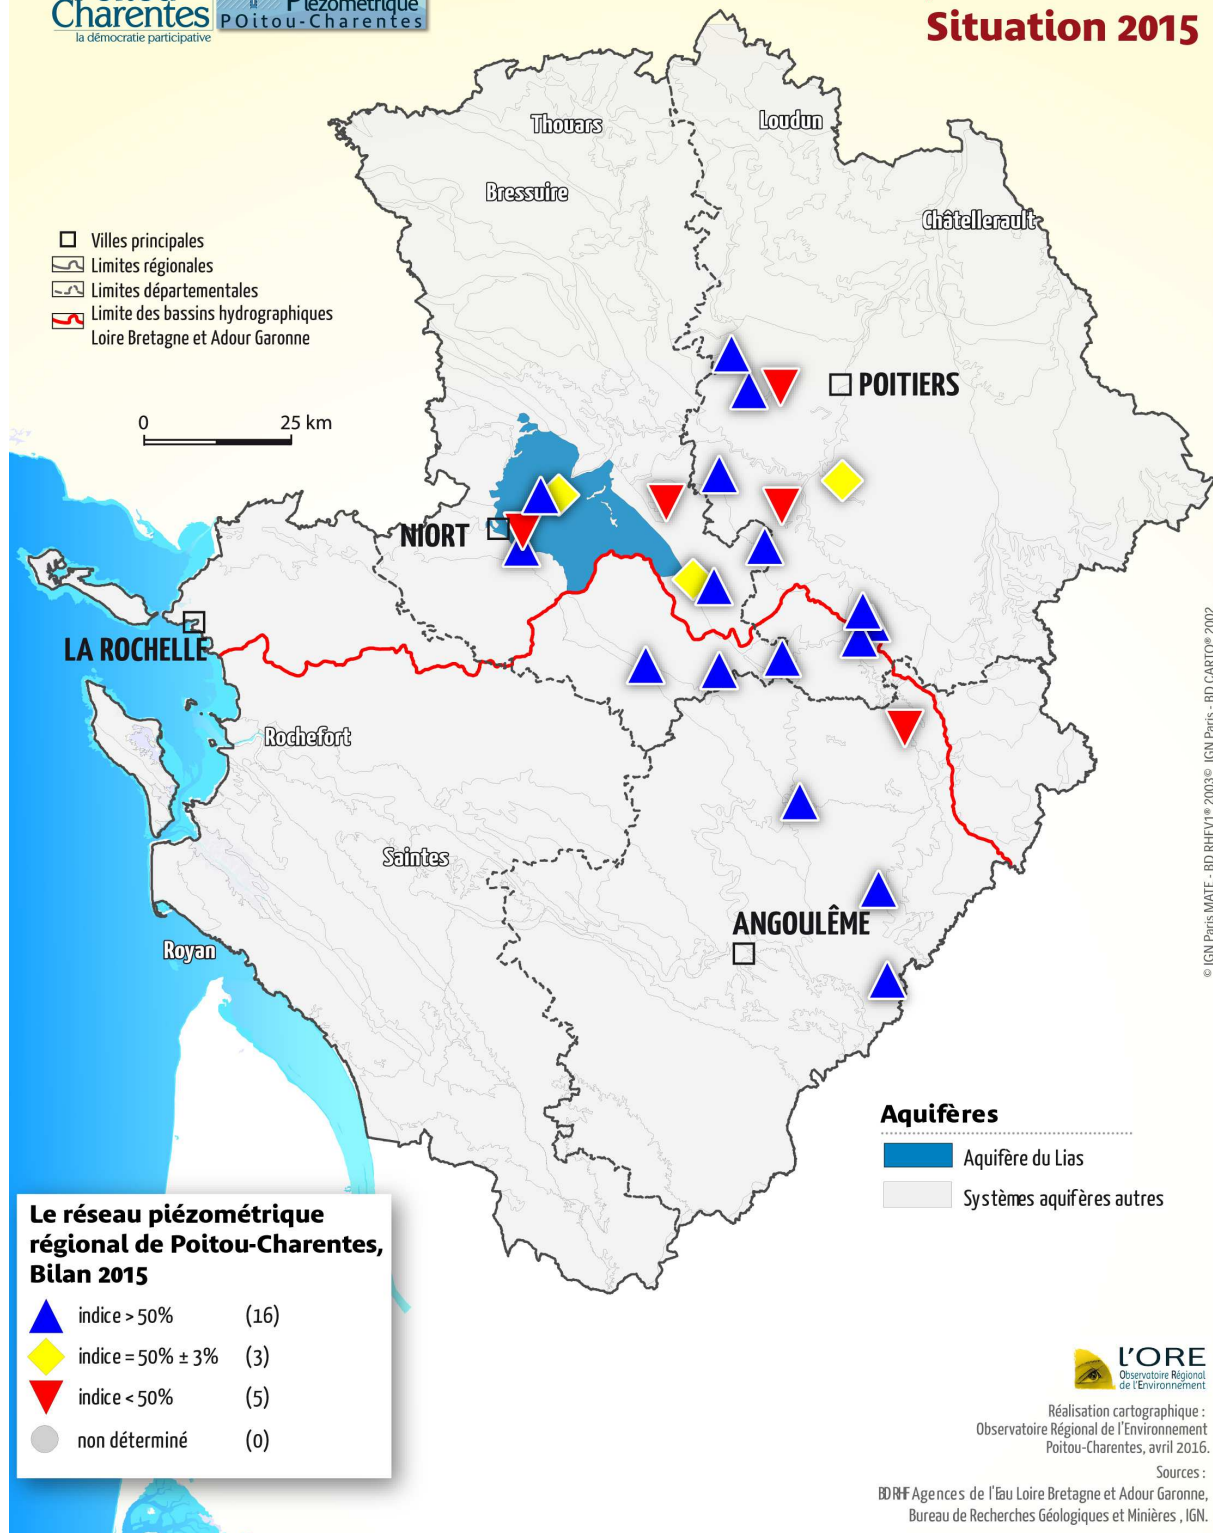 Charentes
la démocratie participative
Piézométrique
POitou-Charentes
Situation 2015
Thouars
Loudun
Bressuire
Châtellerault
Villes principales
Limites régionales
Limites départementales
Limite des bassins hydrographiques
Loire Bretagne et Adour Garonne
0 25 km
POITIERS
NIORT
LA ROCHELLE
Rochefort
Saintes
ANGOULÊME
Royan
© IGN Paris MATE - BD RHFV1® 2003© IGN Paris - BD CARTO® 2002
Aquifères
Aquifère du Lias
Systèmes aquifères autres
Le réseau piézométrique
régional de Poitou-Charentes,
Bilan 2015
indice > 50% (16)
indice = 50% ± 3% (3)
indice < 50% (5)
non déterminé (0)
L'ORE
Observatoire Régional
de l'Environnement
Réalisation cartographique :
Observatoire Régional de l'Environnement
Poitou-Charentes, avril 2016.
Sources :
BD RHF Agences de l'Eau Loire Bretagne et Adour Garonne,
Bureau de Recherches Géologiques et Minières , IGN.